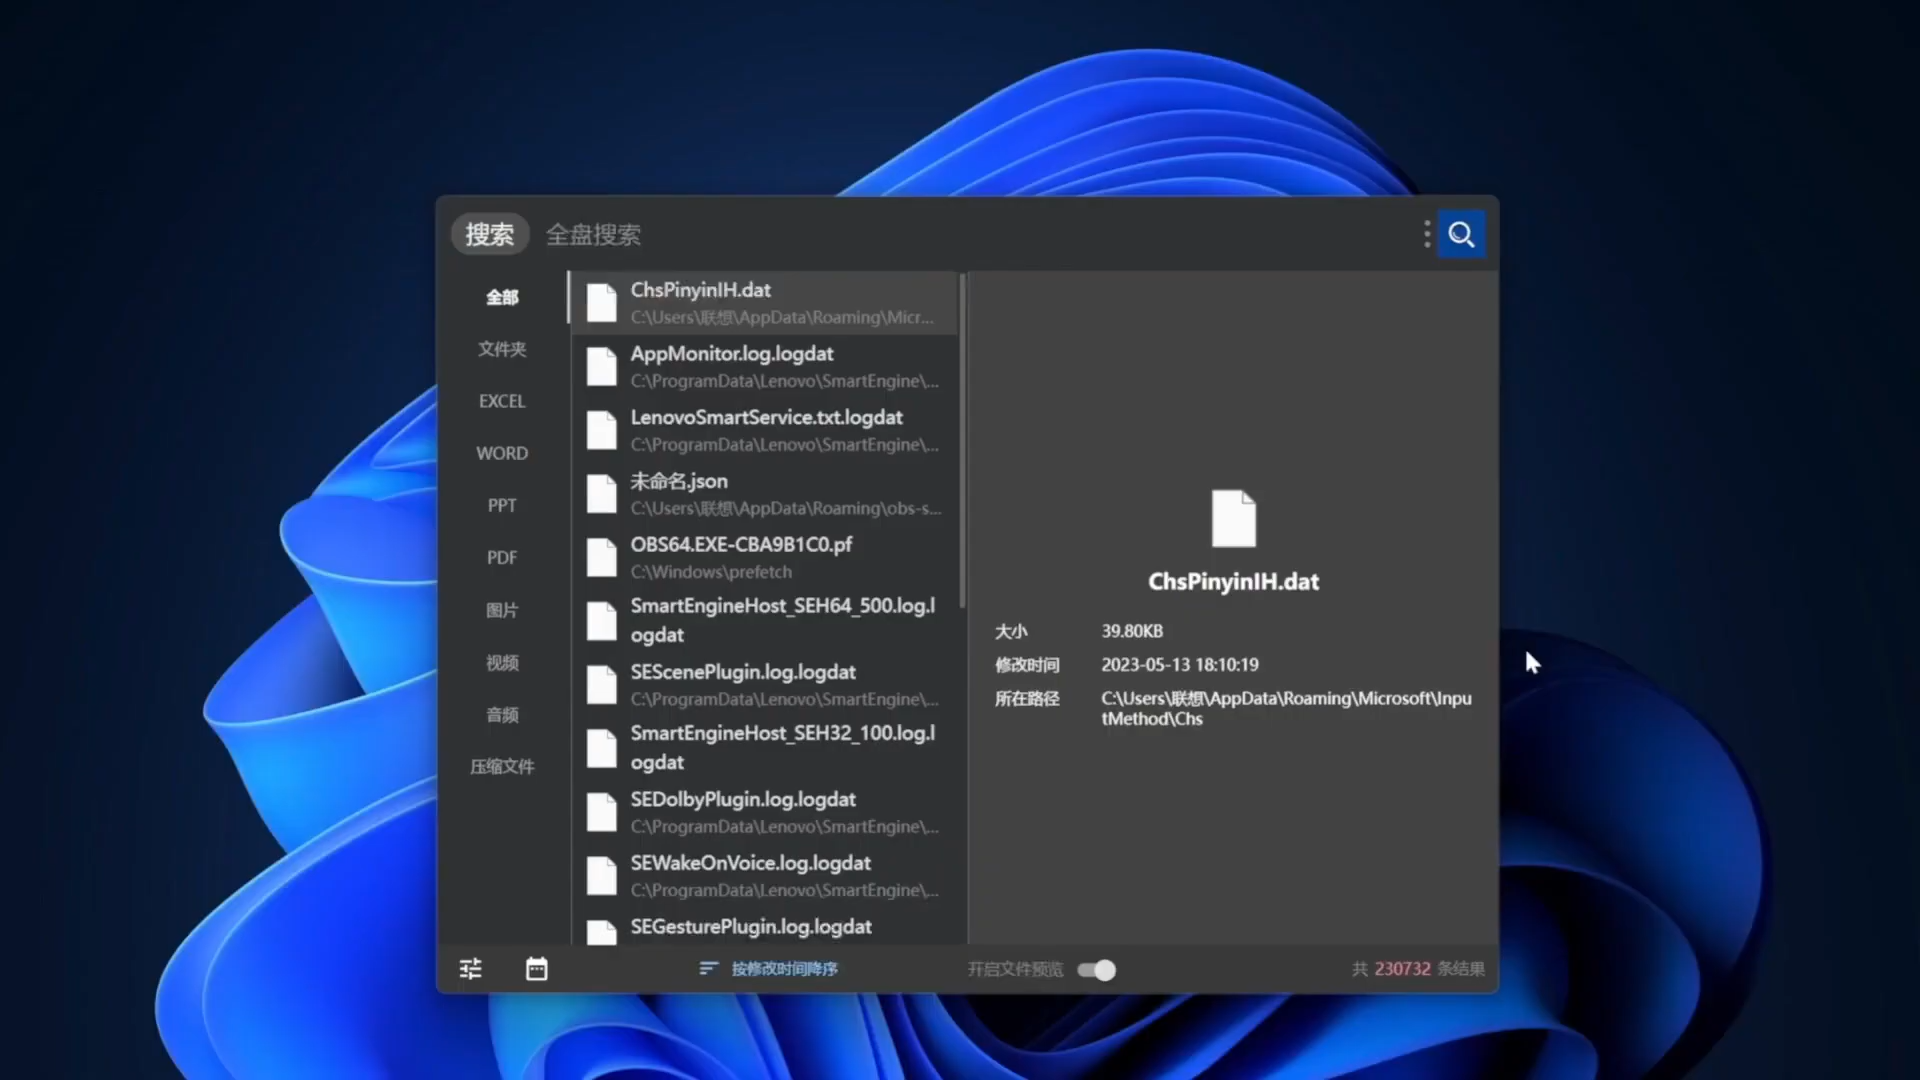 搜索 全盘搜索
全部
文件夹
EXCEL
WORD
PPT
PDF
图片
视频
音频
压缩文件
ChsPinyinIH.dat
C:\Users\联想\AppData\Roaming\Micr...
AppMonitor.log.logdat
C:\ProgramData\Lenovo\SmartEngine\...
LenovoSmartService.txt.logdat
C:\ProgramData\Lenovo\SmartEngine\...
未命名.json
C:\Users\联想\AppData\Roaming\obs-s...
OBS64.EXE-CBA9B1C0.pf
C:\Windows\prefetch
SmartEngineHost_SEH64_500.log.l
ogdat
SEScenePlugin.log.logdat
C:\ProgramData\Lenovo\SmartEngine\...
SmartEngineHost_SEH32_100.log.l
ogdat
SEDolbyPlugin.log.logdat
C:\ProgramData\Lenovo\SmartEngine\...
SEWakeOnVoice.log.logdat
C:\ProgramData\Lenovo\SmartEngine\...
SEGesturePlugin.log.logdat
ChsPinyinIH.dat
大小 39.80KB
修改时间 2023-05-13 18:10:19
所在路径 C:\Users\联想\AppData\Roaming\Microsoft\Inpu
tMethod\Chs
按修改时间降序 开启文件预览 共 230732 条结果